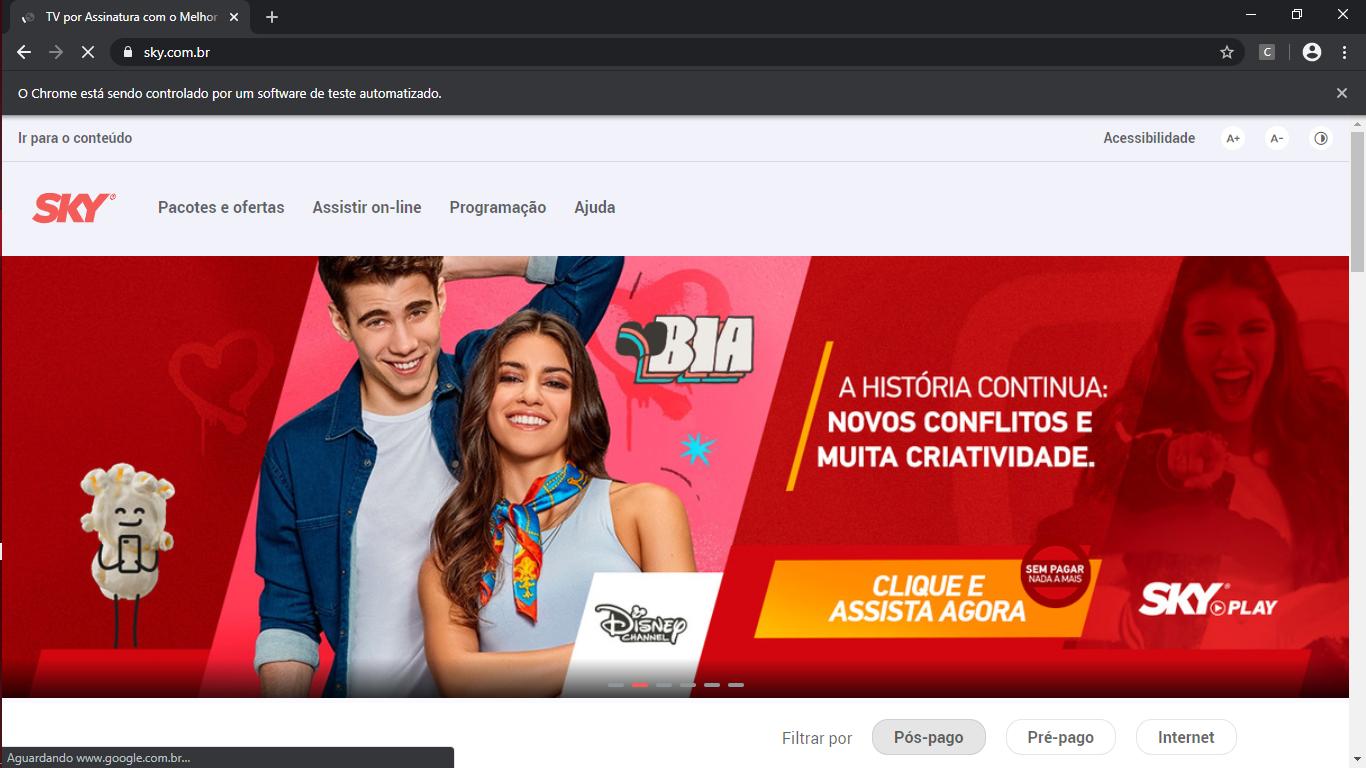 TV por Assinatura com o Melhor
sky.com.br
C
O Chrome está sendo controlado por um software de teste automatizado.
Ir para o conteúdo
Acessibilidade
A+
A-
SKY
Pacotes e ofertas
Assistir on-line
Programação
Ajuda
BIA
A HISTÓRIA CONTINUA:
NOVOS CONFLITOS E
MUITA CRIATIVIDADE.
SEM PAGAR
NADA A MAIS
CLIQUE E
ASSISTA AGORA
Disney
CHANNEL
SKY PLAY
Filtrar por
Pós-pago
Pré-pago
Internet
Aguardando www.google.com.br...